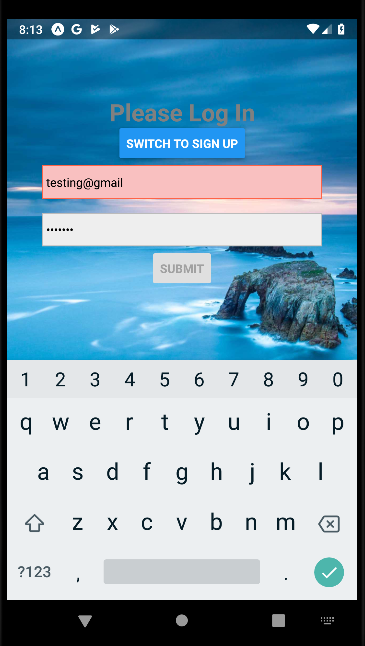 8:13
Please Log In
SWITCH TO SIGN UP
testing@gmail
•••••••
SUBMIT
1 2 3 4 5 6 7 8 9 0
q w e r t y u i o p
a s d f g h j k l
z x c v b n m
?123 , .